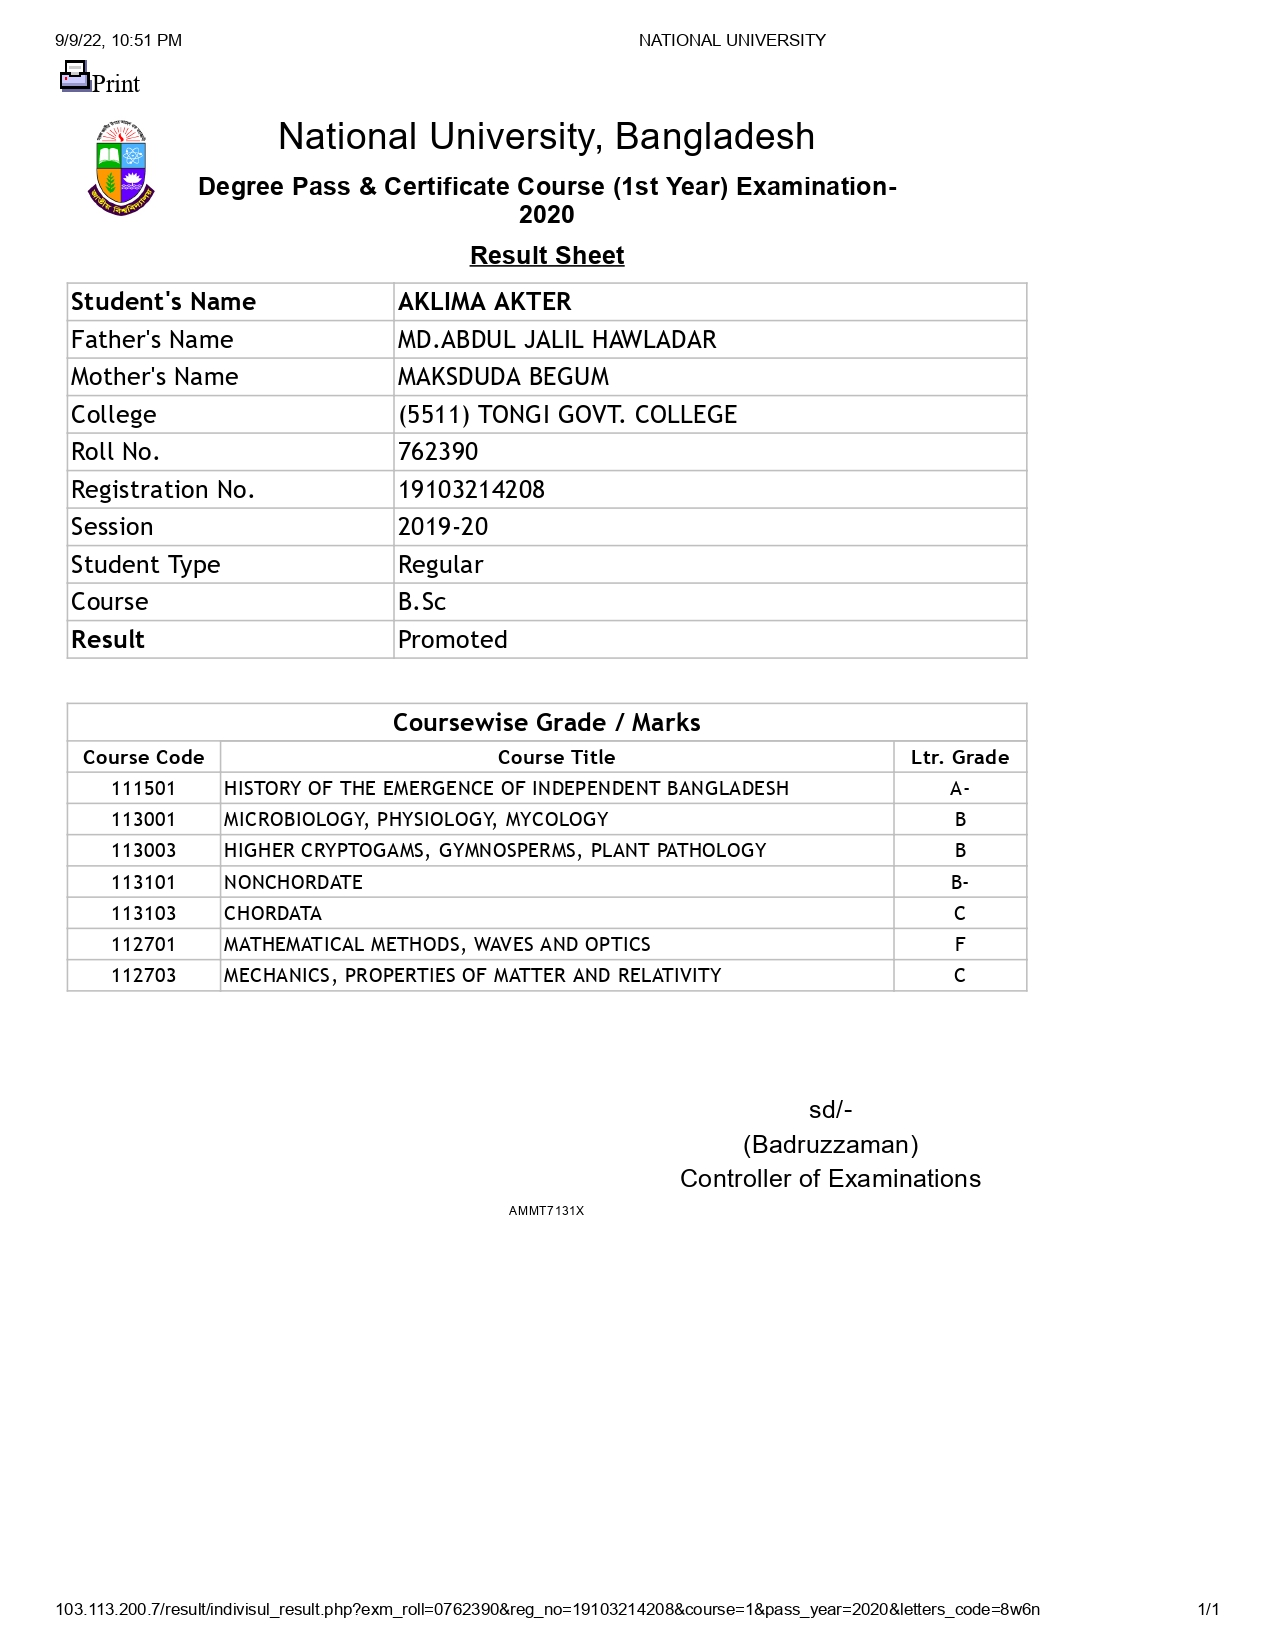 9/9/22, 10:51 PM NATIONAL UNIVERSITY
Print
National University, Bangladesh
Degree Pass & Certificate Course (1st Year) Examination-
2020
Result Sheet
Student's Name AKLIMA AKTER
Father's Name MD.ABDUL JALIL HAWLADAR
Mother's Name MAKSDUDA BEGUM
College (5511) TONGI GOVT. COLLEGE
Roll No. 762390
Registration No. 19103214208
Session 2019-20
Student Type Regular
Course B.Sc
Result Promoted
Coursewise Grade / Marks
Course Code Course Title Ltr. Grade
111501 HISTORY OF THE EMERGENCE OF INDEPENDENT BANGLADESH A-
113001 MICROBIOLOGY, PHYSIOLOGY, MYCOLOGY B
113003 HIGHER CRYPTOGAMS, GYMNOSPERMS, PLANT PATHOLOGY B
113101 NONCHORDATE B-
113103 CHORDATA C
112701 MATHEMATICAL METHODS, WAVES AND OPTICS F
112703 MECHANICS, PROPERTIES OF MATTER AND RELATIVITY C
sd/-
(Badruzzaman)
Controller of Examinations
AMMT7131X
103.113.200.7/result/indivisul_result.php?exm_roll=0762390&reg_no=19103214208&course=1&pass_year=2020&letters_code=8w6n 1/1
জাতীয় বিশ্ববিদ্যালয়